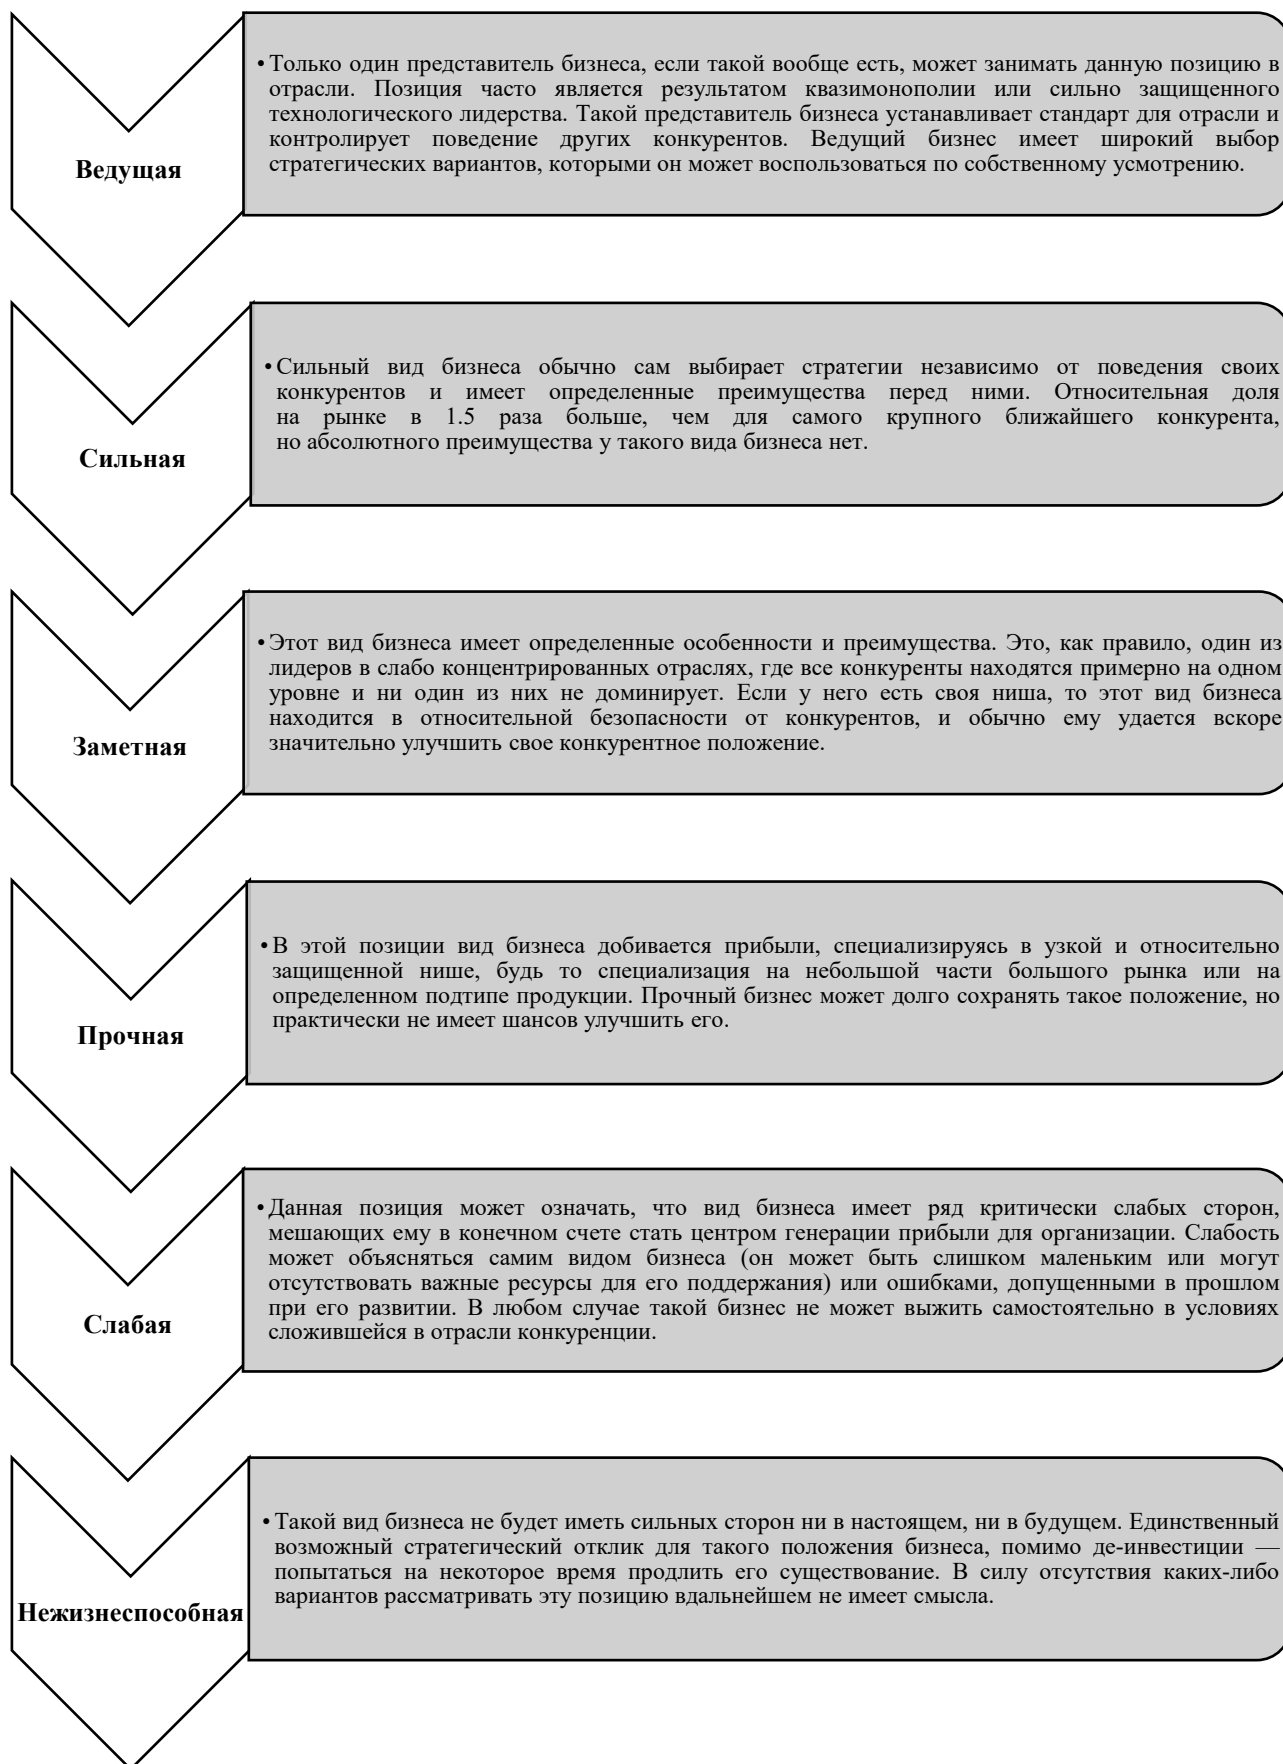 Ведущая
• Только один представитель бизнеса, если такой вообще есть, может занимать данную позицию в
отрасли. Позиция часто является результатом квазимонополии или сильно защищенного
технологического лидерства. Такой представитель бизнеса устанавливает стандарт для отрасли и
контролирует поведение других конкурентов. Ведущий бизнес имеет широкий выбор
стратегических вариантов, которыми он может воспользоваться по собственному усмотрению.
Сильная
• Сильный вид бизнеса обычно сам выбирает стратегии независимо от поведения своих
конкурентов и имеет определенные преимущества перед ними. Относительная доля
на рынке в 1.5 раза больше, чем для самого крупного ближайшего конкурента,
но абсолютного преимущества у такого вида бизнеса нет.
Заметная
• Этот вид бизнеса имеет определенные особенности и преимущества. Это, как правило, один из
лидеров в слабо концентрированных отраслях, где все конкуренты находятся примерно на одном
уровне и ни один из них не доминирует. Если у него есть своя ниша, то этот вид бизнеса
находится в относительной безопасности от конкурентов, и обычно ему удается вскоре
значительно улучшить свое конкурентное положение.
Прочная
• В этой позиции вид бизнеса добивается прибыли, специализируясь в узкой и относительно
защищенной нише, будь то специализация на небольшой части большого рынка или на
определенном подтипе продукции. Прочный бизнес может долго сохранять такое положение, но
практически не имеет шансов улучшить его.
Слабая
• Данная позиция может означать, что вид бизнеса имеет ряд критически слабых сторон,
мешающих ему в конечном счете стать центром генерации прибыли для организации. Слабость
может объясняться самим видом бизнеса (он может быть слишком маленьким или могут
отсутствовать важные ресурсы для его поддержания) или ошибками, допущенными в прошлом
при его развитии. В любом случае такой бизнес не может выжить самостоятельно в условиях
сложившейся в отрасли конкуренции.
Нежизнеспособная
• Такой вид бизнеса не будет иметь сильных сторон ни в настоящем, ни в будущем. Единственный
возможный стратегический отклик для такого положения бизнеса, помимо де-инвестиции —
попытаться на некоторое время продлить его существование. В силу отсутствия каких-либо
вариантов рассматривать эту позицию вдальнейшем не имеет смысла.